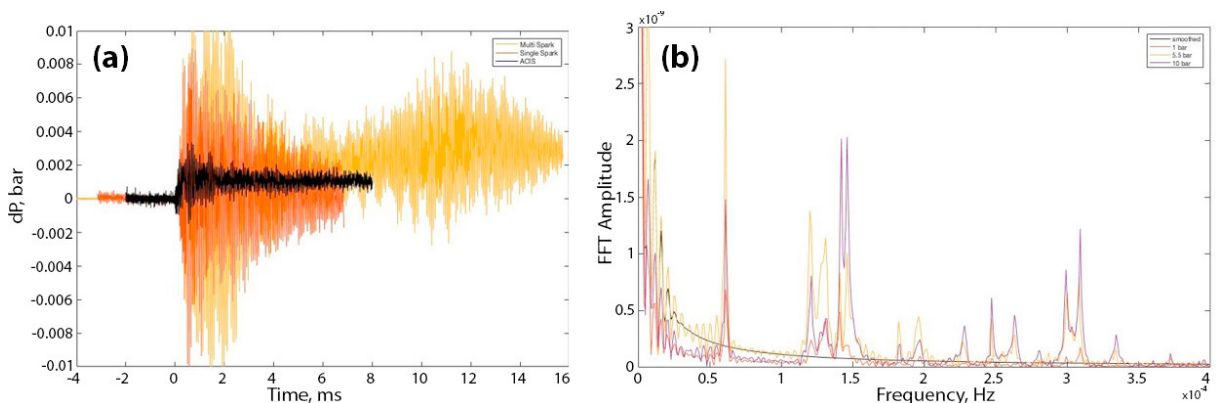 (a)
Multi Spark
Single Spark
ACIS
0.01
0.008
0.006
0.004
0.002
0
-0.002
-0.004
-0.006
-0.008
-0.01
dP, bar
-4 -2 0 2 4 6 8 10 12 14 16
Time, ms
(b)
×10⁻⁹
smoothed
1 bar
5.5 bar
10 bar
3
2.5
2
1.5
1
0.5
0
FFT Amplitude
0 0.5 1 1.5 2 2.5 3 3.5 4
×10⁻⁴
Frequency, Hz